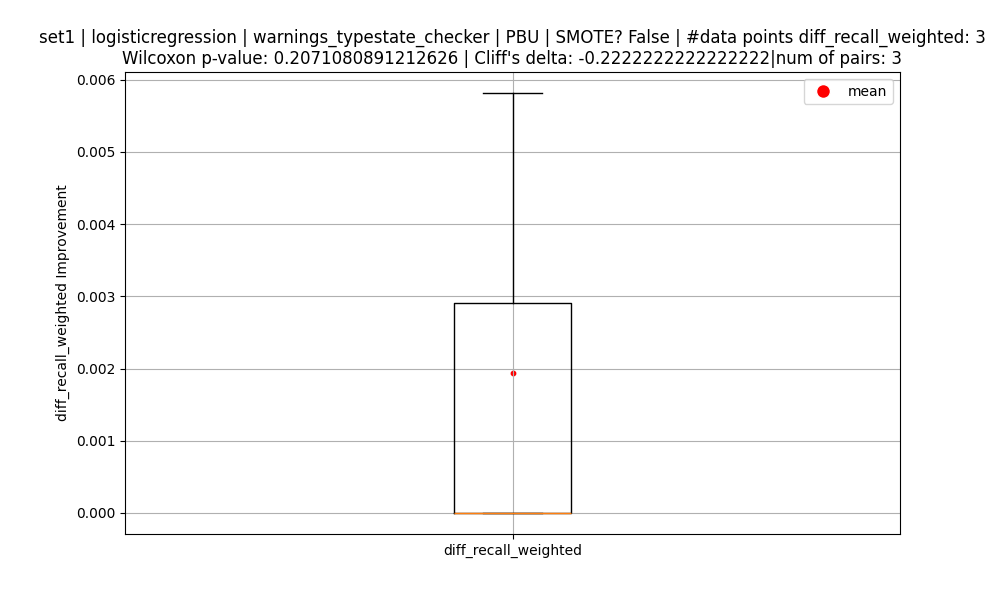 set1 | logisticregression | warnings_typestate_checker | PBU | SMOTE? False | #data points diff_recall_weighted: 3
Wilcoxon p-value: 0.2071080891212626 | Cliff's delta: -0.2222222222222222|num of pairs: 3
mean
diff_recall_weighted Improvement
0.006
0.005
0.004
0.003
0.002
0.001
0.000
diff_recall_weighted